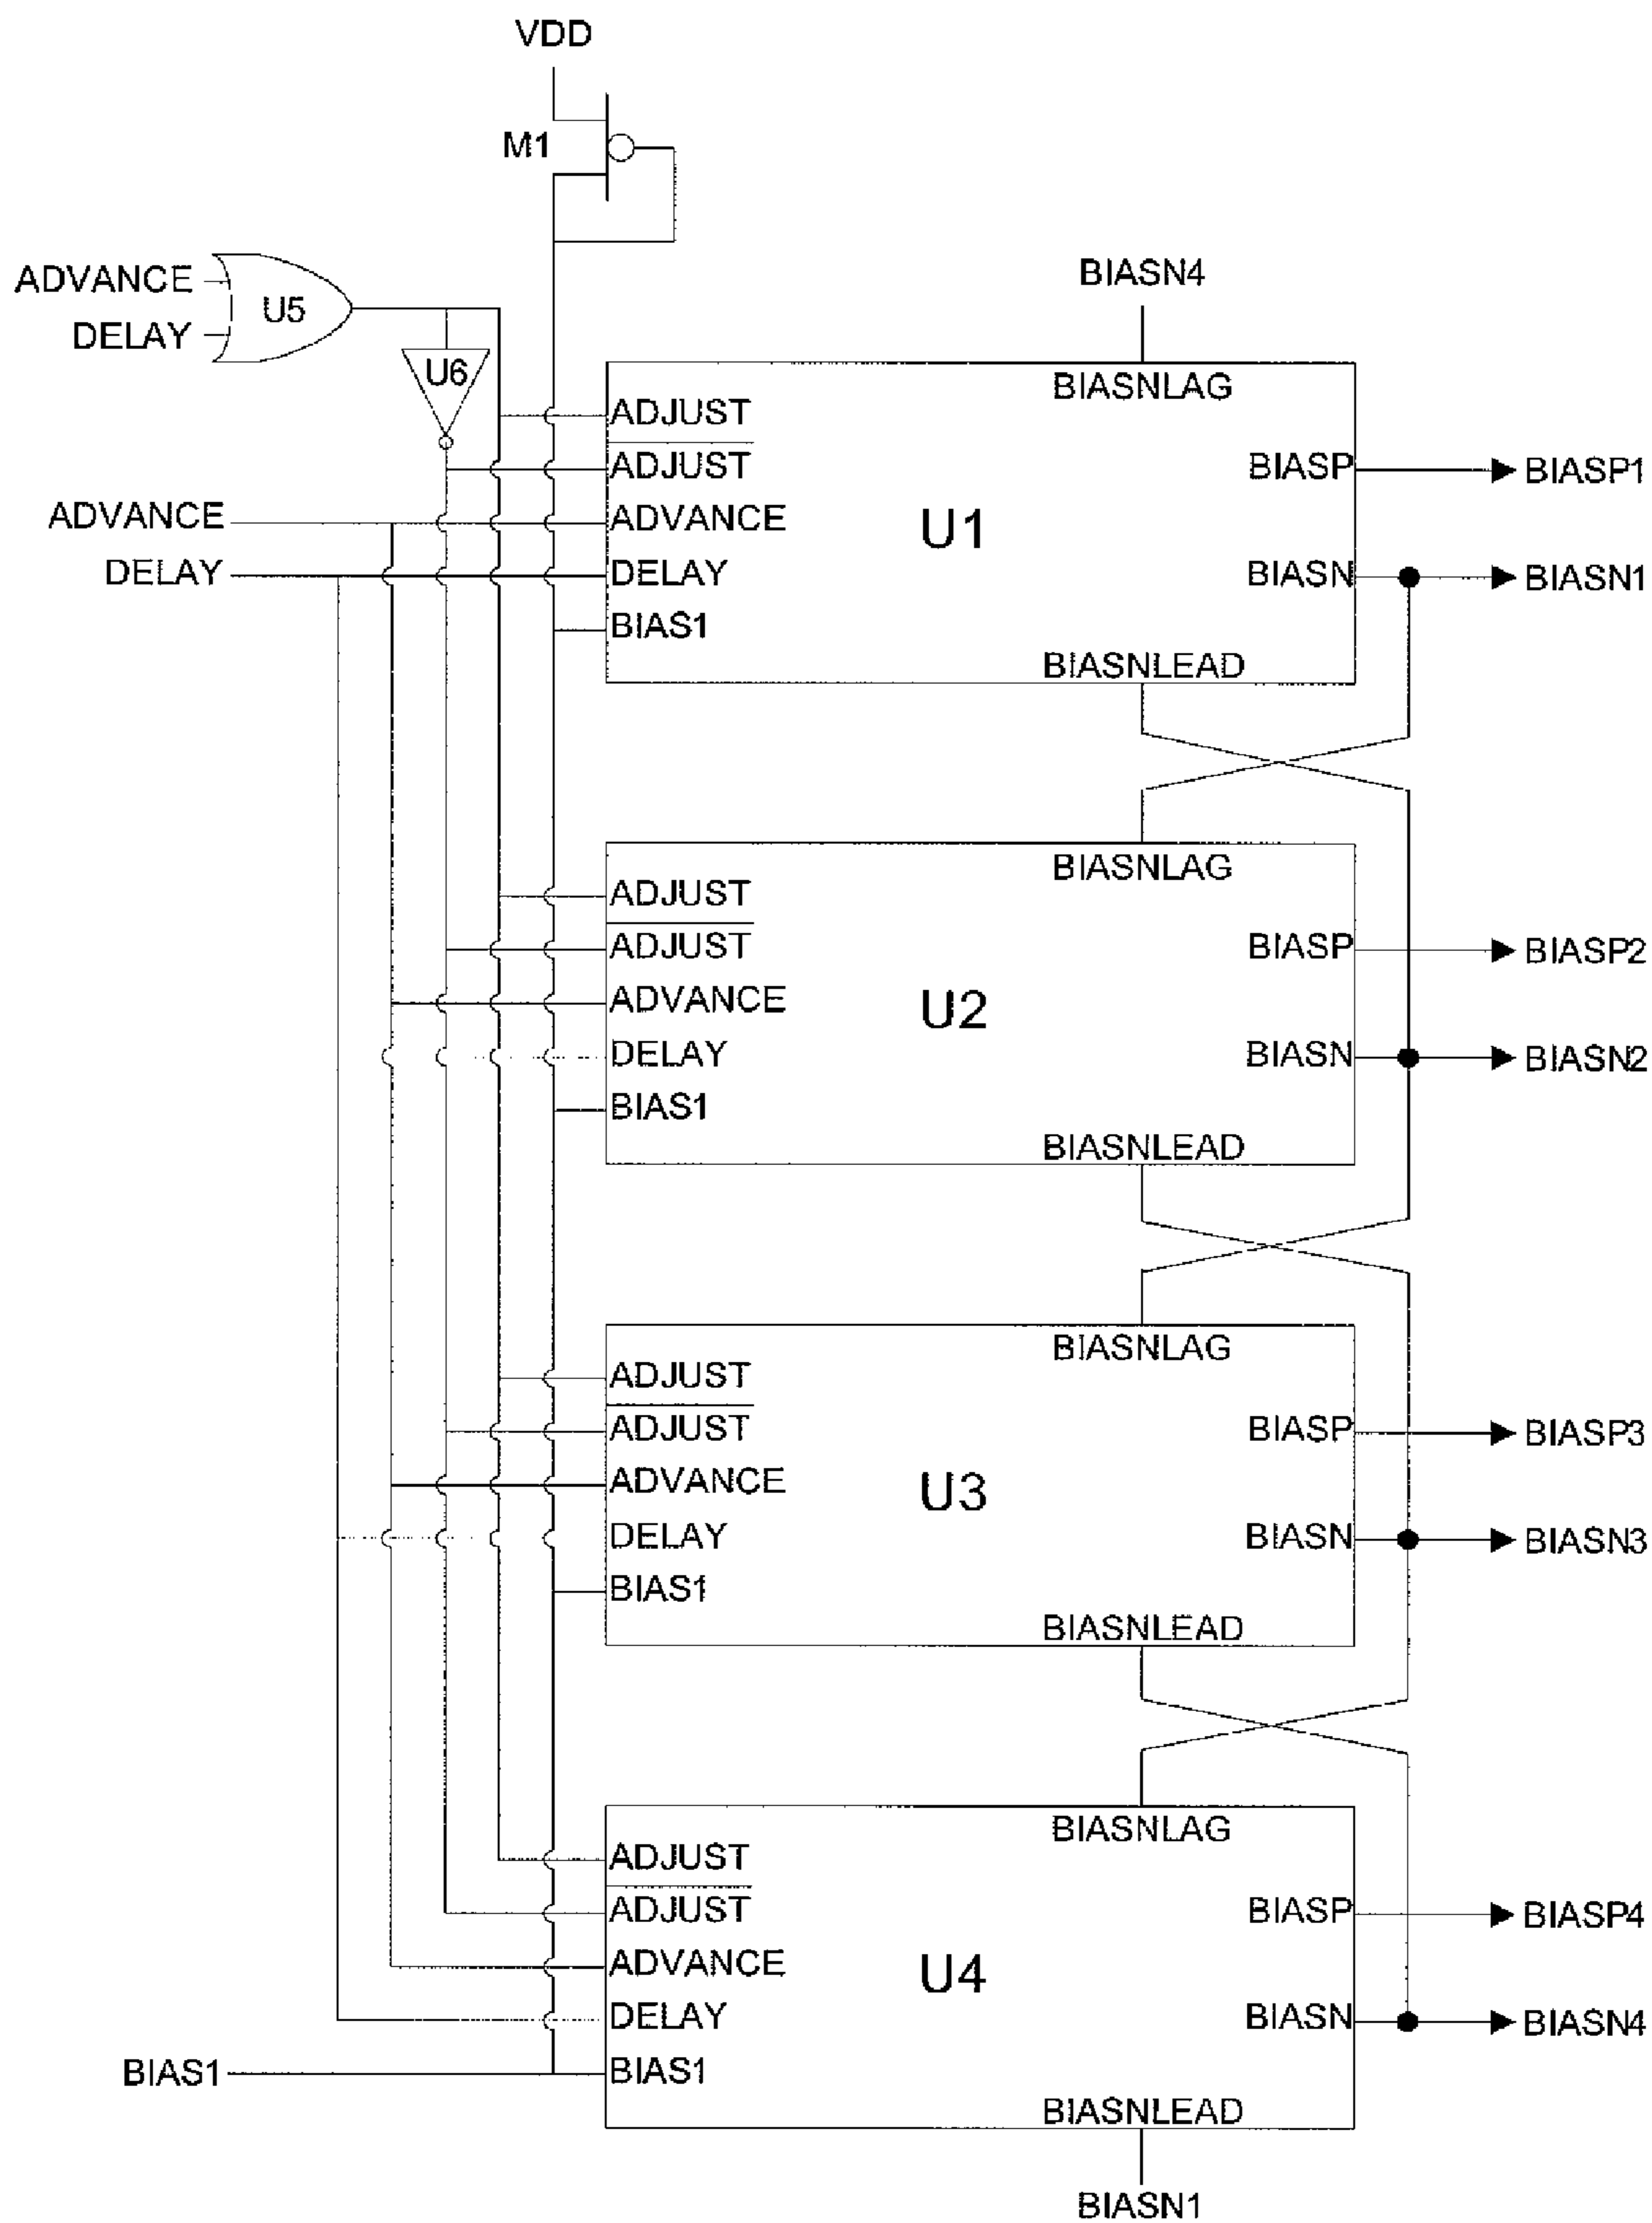 VDD
M1
ADVANCE
DELAY
U5
U6
BIASN4
BIASNLAG
ADJUST
ADJUST
ADVANCE
ADVANCE
DELAY
DELAY
BIAS1
U1
BIASP
BIASP1
BIASN
BIASN1
BIASNLEAD
BIASNLAG
ADJUST
ADJUST
ADVANCE
DELAY
BIAS1
U2
BIASP
BIASP2
BIASN
BIASN2
BIASNLEAD
BIASNLAG
ADJUST
ADJUST
ADVANCE
DELAY
BIAS1
U3
BIASP
BIASP3
BIASN
BIASN3
BIASNLEAD
BIASNLAG
ADJUST
ADJUST
ADVANCE
DELAY
BIAS1
BIAS1
U4
BIASP
BIASP4
BIASN
BIASN4
BIASNLEAD
BIASN1